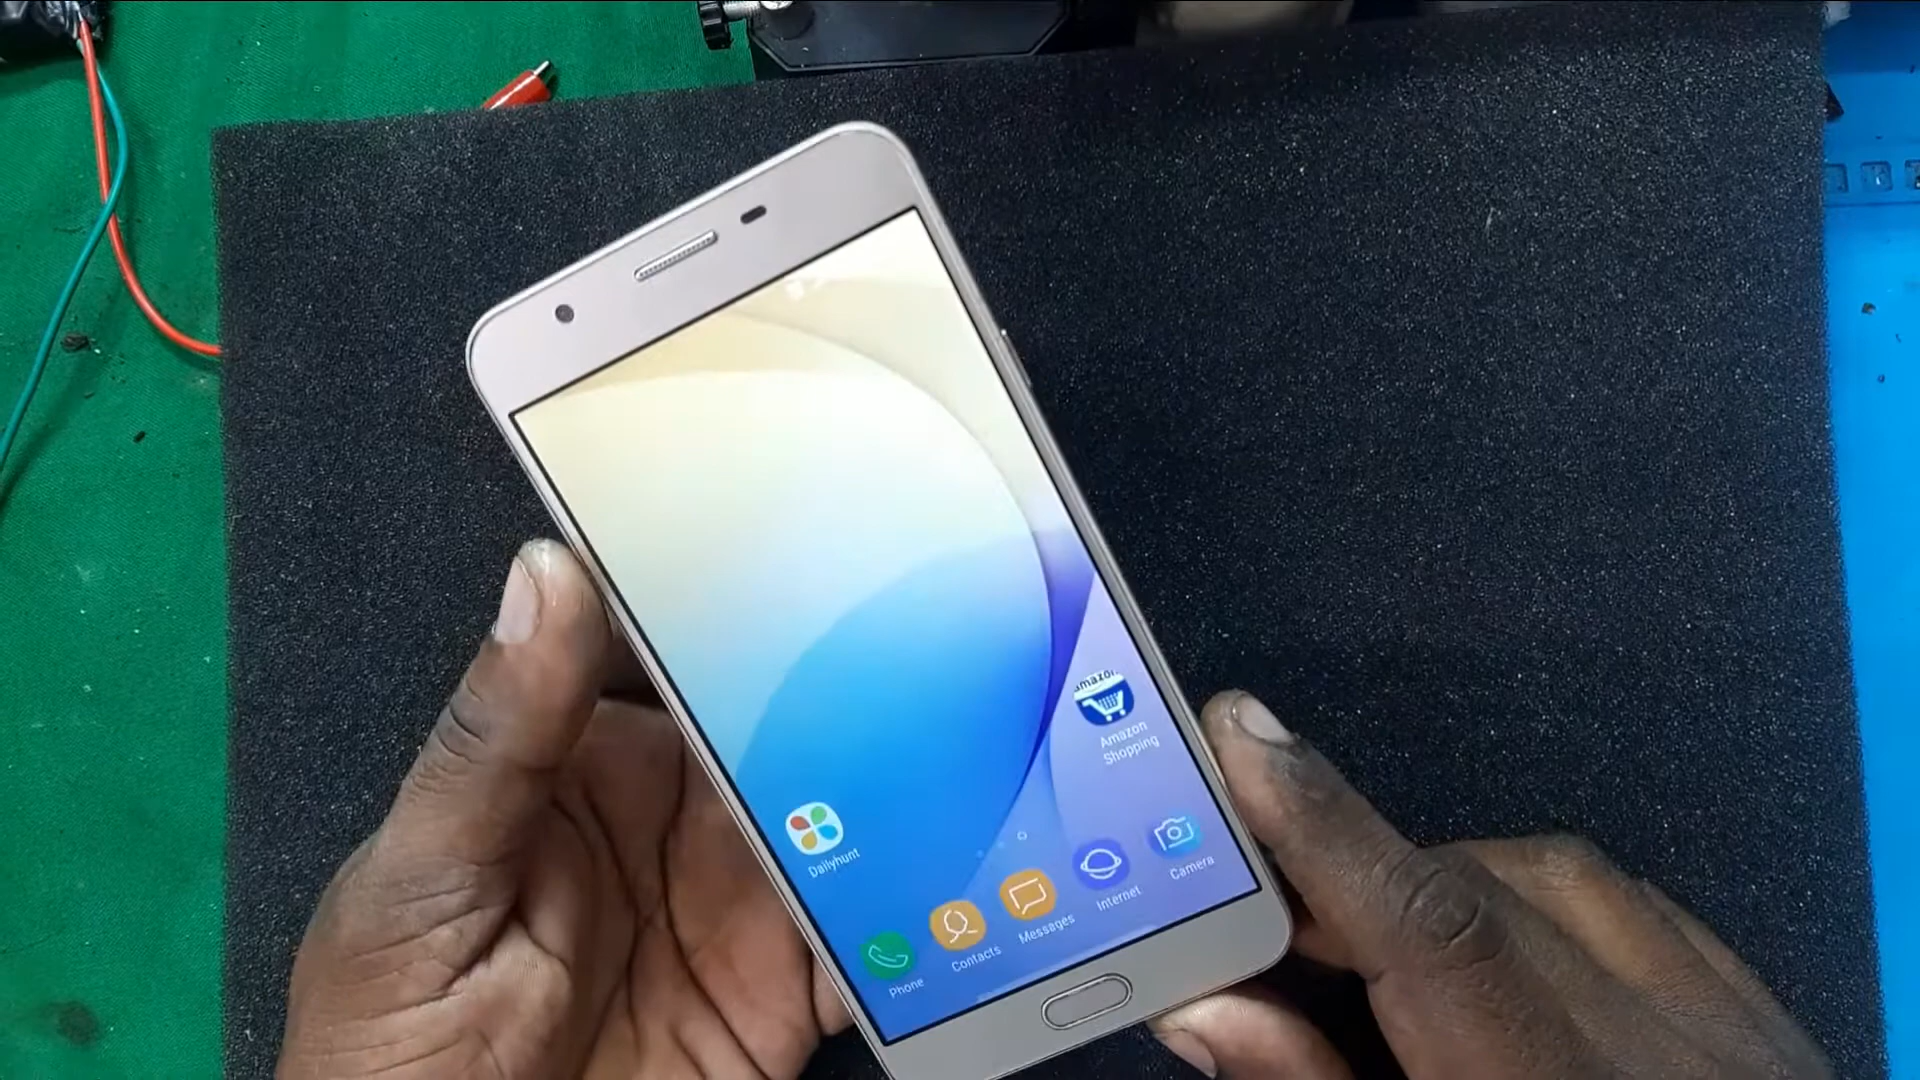 amazon
Amazon
Shopping
Dailyhunt
Camera
Internet
Messages
Contacts
Phone